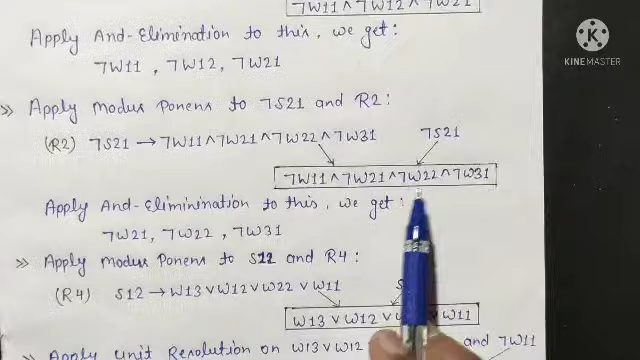 ¬W11∧¬W12∧¬W21
Apply And-Elimination to this, we get:
¬W11, ¬W12, ¬W21
>> Apply Modus Ponens to ¬S21 and R2:
(R2) ¬S21 → ¬W11∧¬W21∧¬W22∧¬W31 ¬S21
¬W11∧¬W21∧¬W22∧¬W31
Apply And-Elimination to this, we get:
¬W21, ¬W22, ¬W31
>> Apply Modus Ponens to S12 and R4:
(R4) S12 → W13∨W12∨W22∨W11 S
W13∨W12∨ ∨W11
>> Apply Unit Resolution on W13∨W12 and ¬W11
KINEMASTER